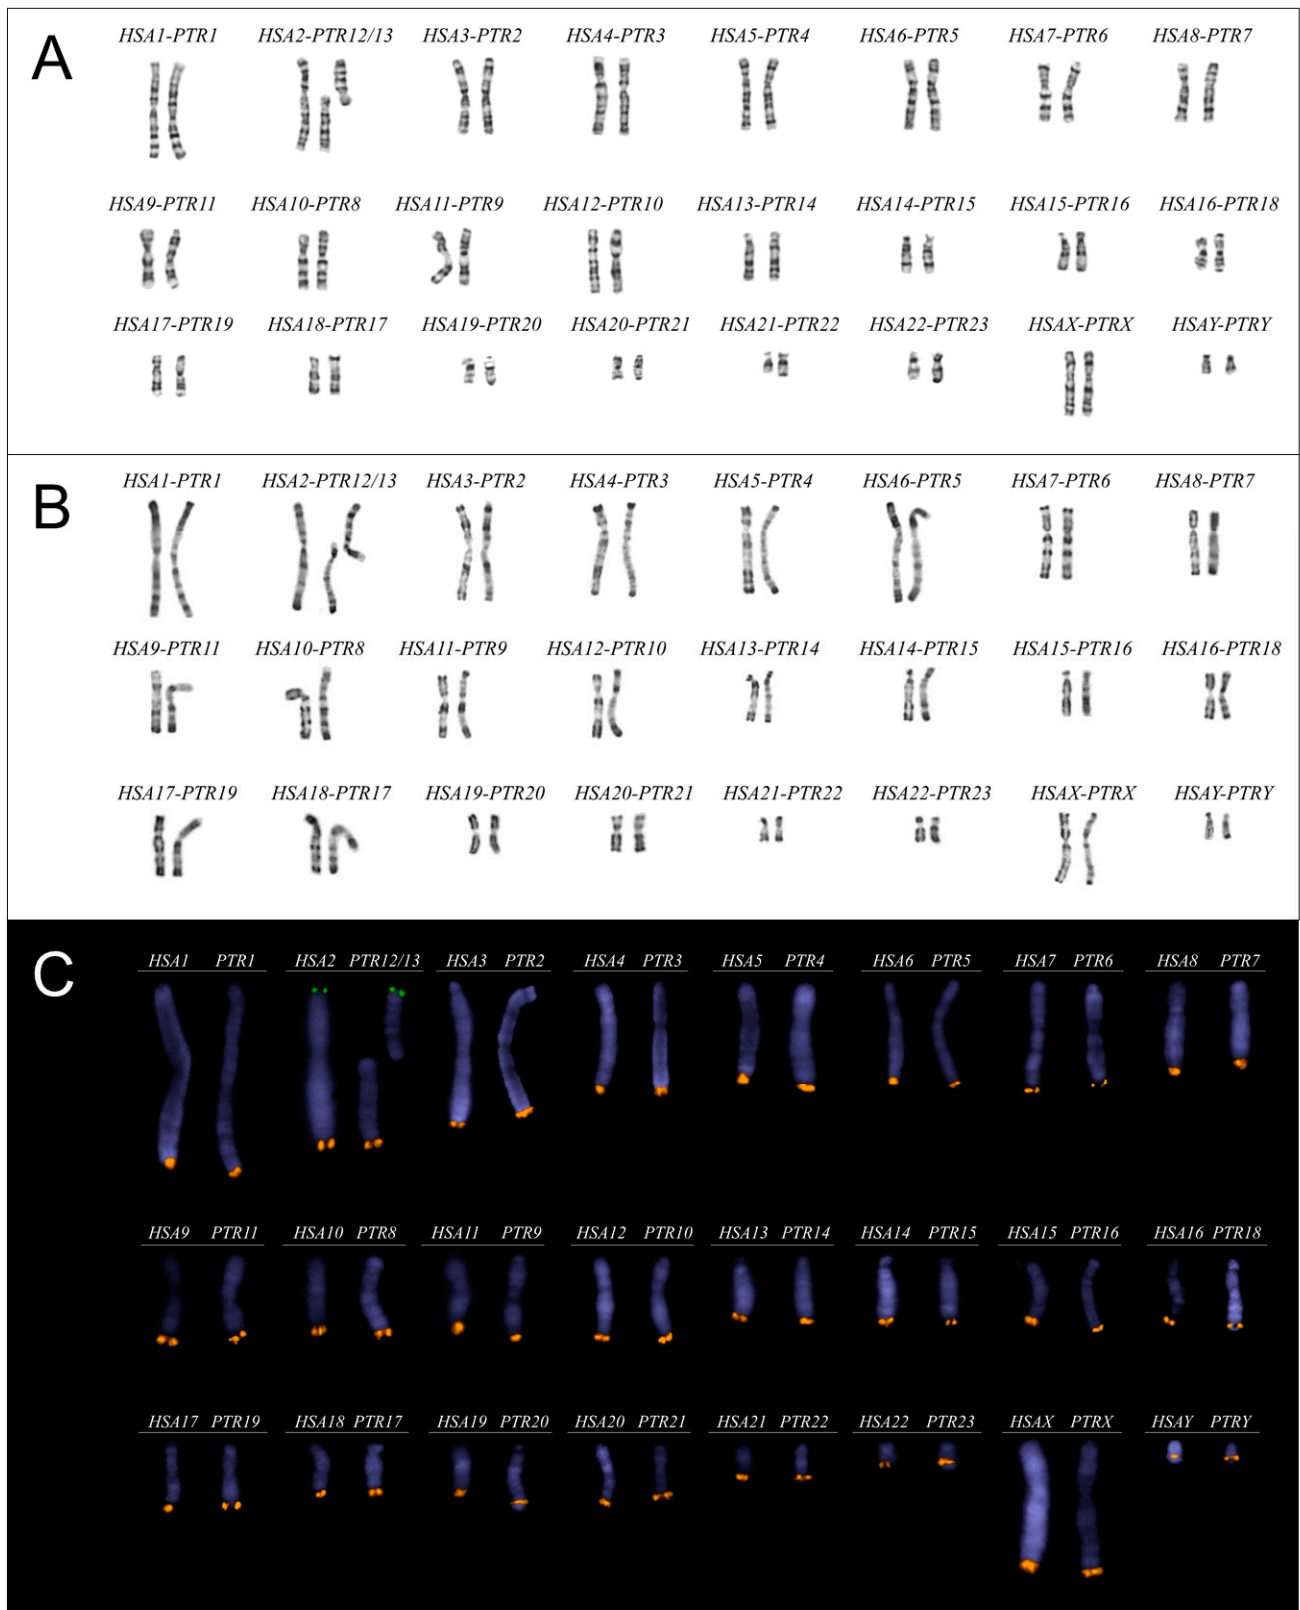 A
HSA1-PTR1 HSA2-PTR12/13 HSA3-PTR2 HSA4-PTR3 HSA5-PTR4 HSA6-PTR5 HSA7-PTR6 HSA8-PTR7
HSA9-PTR11 HSA10-PTR8 HSA11-PTR9 HSA12-PTR10 HSA13-PTR14 HSA14-PTR15 HSA15-PTR16 HSA16-PTR18
HSA17-PTR19 HSA18-PTR17 HSA19-PTR20 HSA20-PTR21 HSA21-PTR22 HSA22-PTR23 HSAX-PTRX HSAY-PTRY
B
HSA1-PTR1 HSA2-PTR12/13 HSA3-PTR2 HSA4-PTR3 HSA5-PTR4 HSA6-PTR5 HSA7-PTR6 HSA8-PTR7
HSA9-PTR11 HSA10-PTR8 HSA11-PTR9 HSA12-PTR10 HSA13-PTR14 HSA14-PTR15 HSA15-PTR16 HSA16-PTR18
HSA17-PTR19 HSA18-PTR17 HSA19-PTR20 HSA20-PTR21 HSA21-PTR22 HSA22-PTR23 HSAX-PTRX HSAY-PTRY
C
HSA1 PTR1 HSA2 PTR12/13 HSA3 PTR2 HSA4 PTR3 HSA5 PTR4 HSA6 PTR5 HSA7 PTR6 HSA8 PTR7
HSA9 PTR11 HSA10 PTR8 HSA11 PTR9 HSA12 PTR10 HSA13 PTR14 HSA14 PTR15 HSA15 PTR16 HSA16 PTR18
HSA17 PTR19 HSA18 PTR17 HSA19 PTR20 HSA20 PTR21 HSA21 PTR22 HSA22 PTR23 HSAX PTRX HSAY PTRY